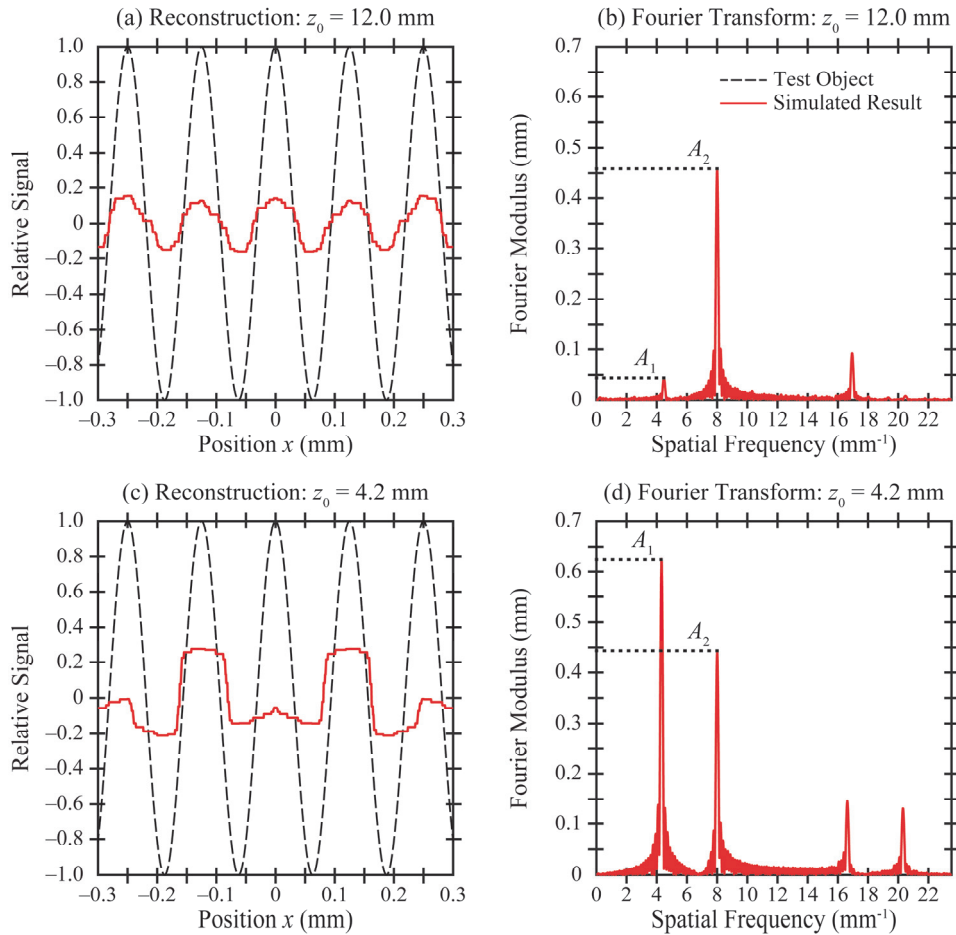 (a) Reconstruction: z0 = 12.0 mm
1.0
0.8
0.6
0.4
0.2
0
–0.2
–0.4
–0.6
–0.8
–1.0
Relative Signal
–0.3 –0.2 –0.1 0 0.1 0.2 0.3
Position x (mm)
(b) Fourier Transform: z0 = 12.0 mm
0.7
0.6
0.5
0.4
0.3
0.2
0.1
0
Fourier Modulus (mm)
Test Object
Simulated Result
A2
A1
0 2 4 6 8 10 12 14 16 18 20 22
Spatial Frequency (mm-1)
(c) Reconstruction: z0 = 4.2 mm
1.0
0.8
0.6
0.4
0.2
0
–0.2
–0.4
–0.6
–0.8
–1.0
Relative Signal
–0.3 –0.2 –0.1 0 0.1 0.2 0.3
Position x (mm)
(d) Fourier Transform: z0 = 4.2 mm
0.7
0.6
0.5
0.4
0.3
0.2
0.1
0
Fourier Modulus (mm)
A1
A2
0 2 4 6 8 10 12 14 16 18 20 22
Spatial Frequency (mm-1)